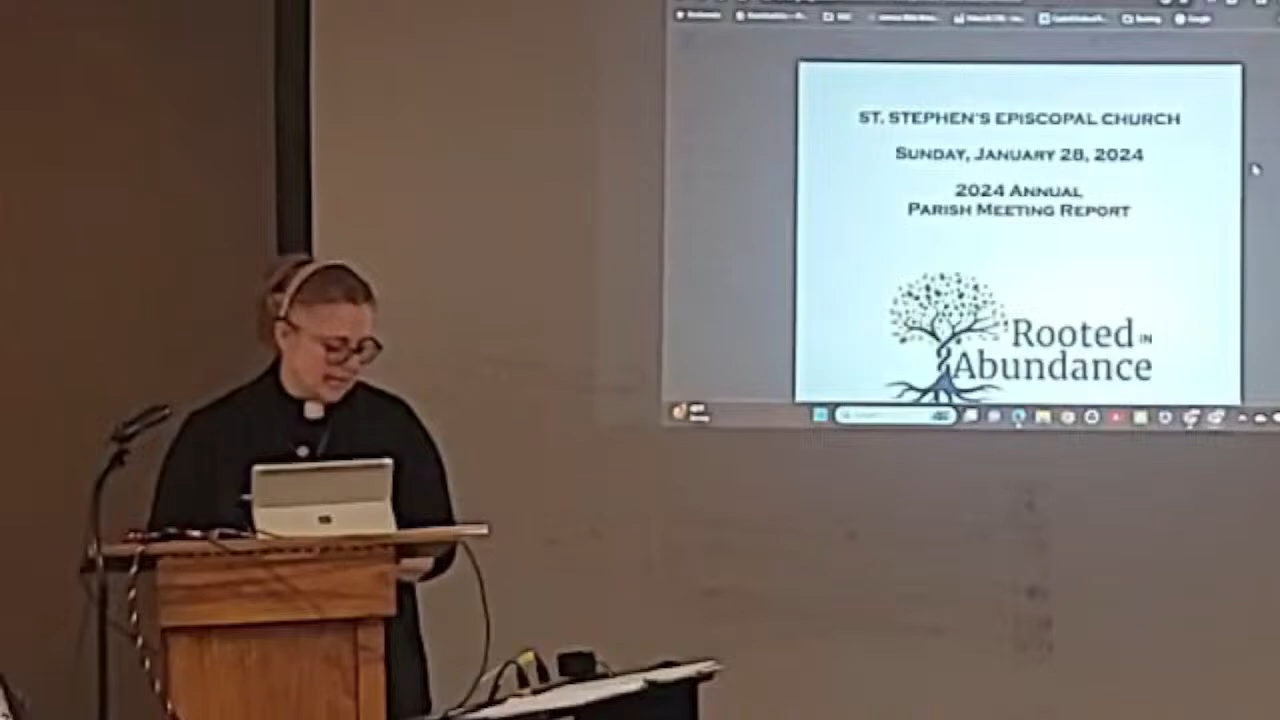 ST. STEPHEN'S EPISCOPAL CHURCH
SUNDAY, JANUARY 28, 2024
2024 ANNUAL
PARISH MEETING REPORT
Rooted IN
Abundance